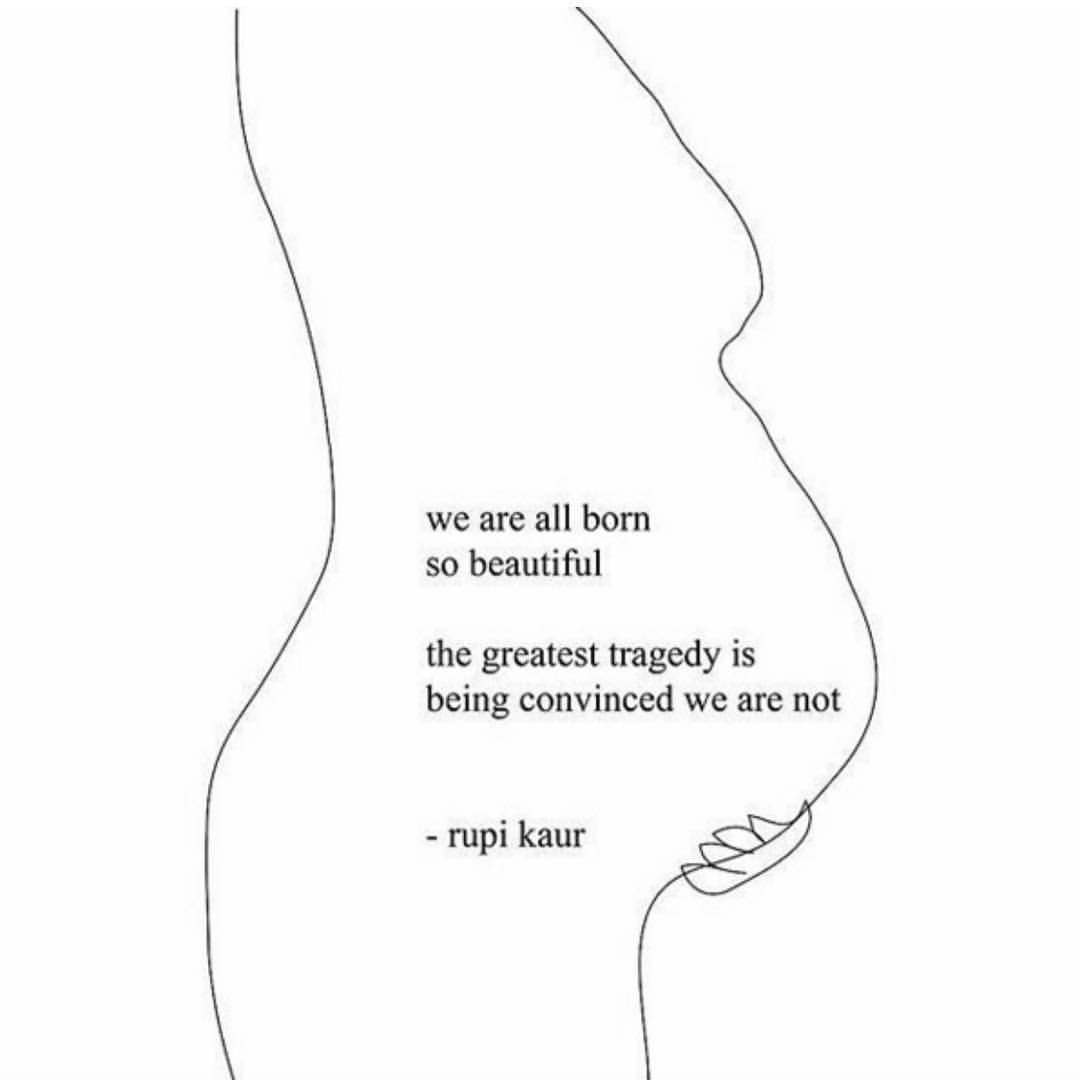 we are all born
so beautiful
the greatest tragedy is
being convinced we are not
- rupi kaur